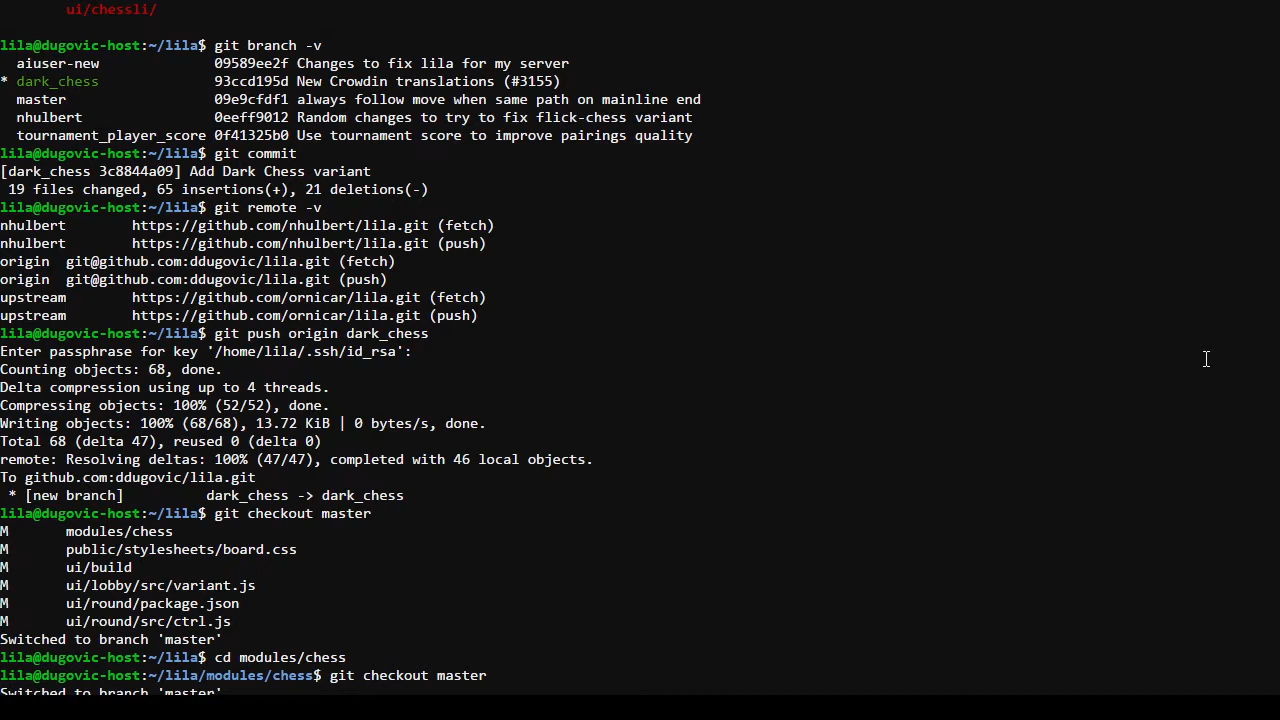 ui/chessli/
lila@dugovic-host:~/lila$ git branch -v
aiuser-new 09589ee2f Changes to fix lila for my server
* dark_chess 93ccd195d New Crowdin translations (#3155)
master 09e9cfdf1 always follow move when same path on mainline end
nhulbert 0eeff9012 Random changes to try to fix flick-chess variant
tournament_player_score 0f41325b0 Use tournament score to improve pairings quality
lila@dugovic-host:~/lila$ git commit
[dark_chess 3c8844a09] Add Dark Chess variant
19 files changed, 65 insertions(+), 21 deletions(-)
lila@dugovic-host:~/lila$ git remote -v
nhulbert https://github.com/nhulbert/lila.git (fetch)
nhulbert https://github.com/nhulbert/lila.git (push)
origin git@github.com:ddugovic/lila.git (fetch)
origin git@github.com:ddugovic/lila.git (push)
upstream https://github.com/ornicar/lila.git (fetch)
upstream https://github.com/ornicar/lila.git (push)
lila@dugovic-host:~/lila$ git push origin dark_chess
Enter passphrase for key '/home/lila/.ssh/id_rsa':
Counting objects: 68, done.
Delta compression using up to 4 threads.
Compressing objects: 100% (52/52), done.
Writing objects: 100% (68/68), 13.72 KiB | 0 bytes/s, done.
Total 68 (delta 47), reused 0 (delta 0)
remote: Resolving deltas: 100% (47/47), completed with 46 local objects.
To github.com:ddugovic/lila.git
* [new branch] dark_chess -> dark_chess
lila@dugovic-host:~/lila$ git checkout master
M modules/chess
M public/stylesheets/board.css
M ui/build
M ui/lobby/src/variant.js
M ui/round/package.json
M ui/round/src/ctrl.js
Switched to branch 'master'
lila@dugovic-host:~/lila$ cd modules/chess
lila@dugovic-host:~/lila/modules/chess$ git checkout master
Switched to branch 'master'